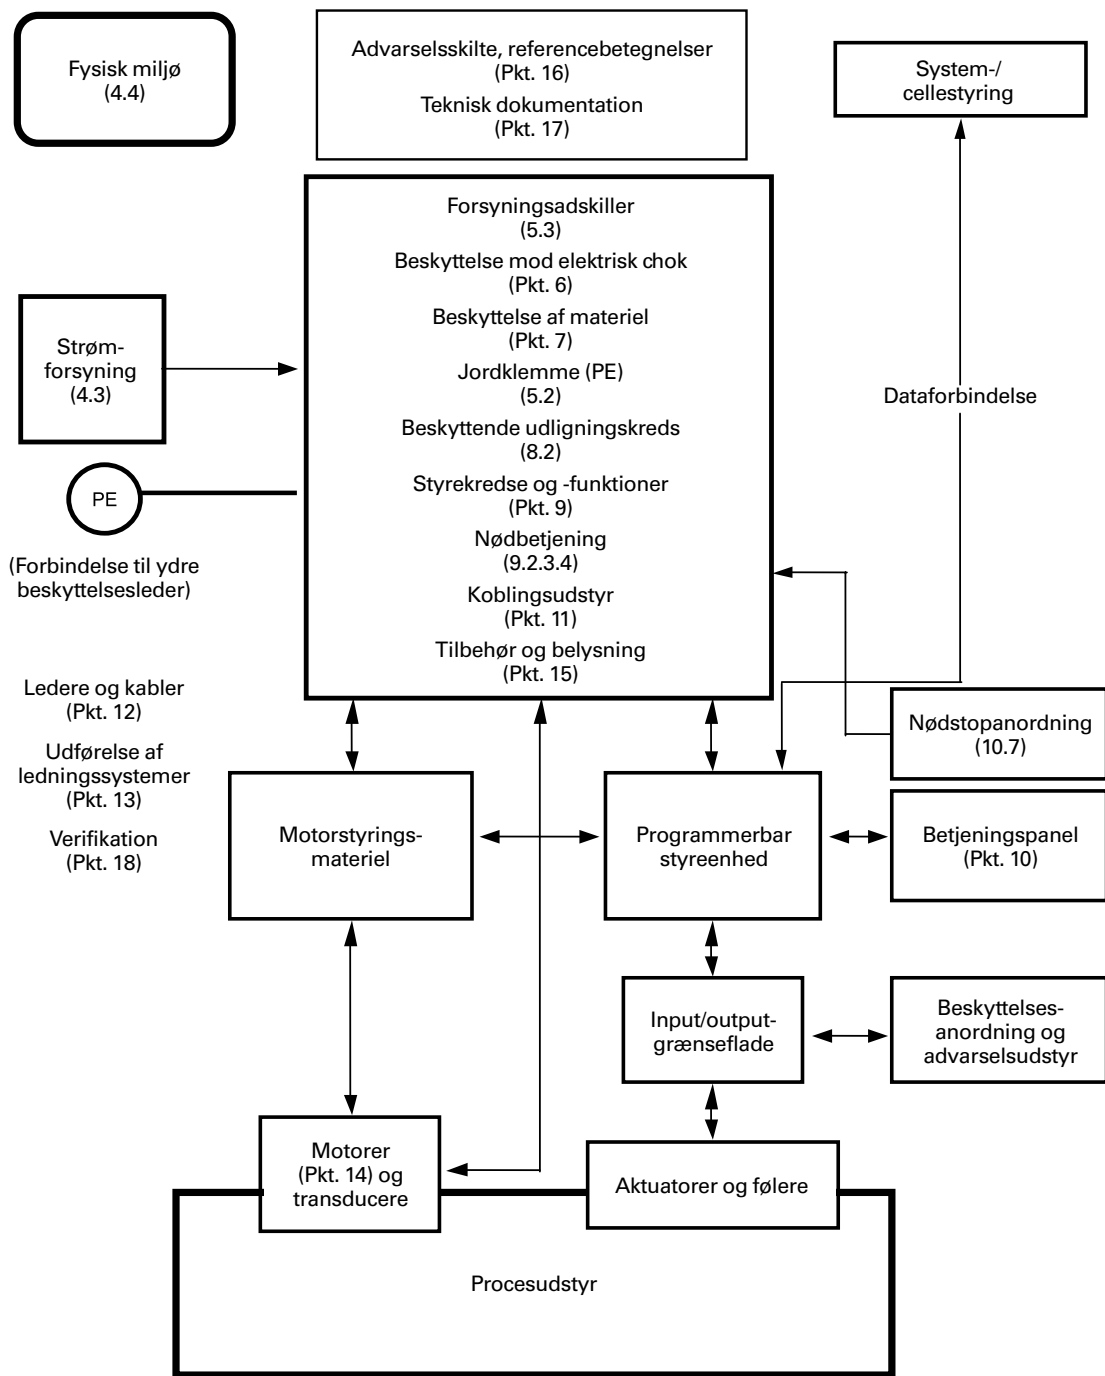 Fysisk miljø
(4.4)
Advarselsskilte, referencebetegnelser
(Pkt. 16)
Teknisk dokumentation
(Pkt. 17)
System-/
cellestyring
Forsyningsadskiller
(5.3)
Beskyttelse mod elektrisk chok
(Pkt. 6)
Beskyttelse af materiel
(Pkt. 7)
Jordklemme (PE)
(5.2)
Beskyttende udligningskreds
(8.2)
Styrekredse og -funktioner
(Pkt. 9)
Nødbetjening
(9.2.3.4)
Koblingsudstyr
(Pkt. 11)
Tilbehør og belysning
(Pkt. 15)
Strøm-
forsyning
(4.3)
PE
(Forbindelse til ydre
beskyttelsesleder)
Dataforbindelse
Ledere og kabler
(Pkt. 12)
Udførelse af
ledningssystemer
(Pkt. 13)
Verifikation
(Pkt. 18)
Nødstopanordning
(10.7)
Motorstyrings-
materiel
Programmerbar
styreenhed
Betjeningspanel
(Pkt. 10)
Input/output-
grænseflade
Beskyttelses-
anordning og
advarselsudstyr
Motorer
(Pkt. 14) og
transducere
Aktuatorer og følere
Procesudstyr